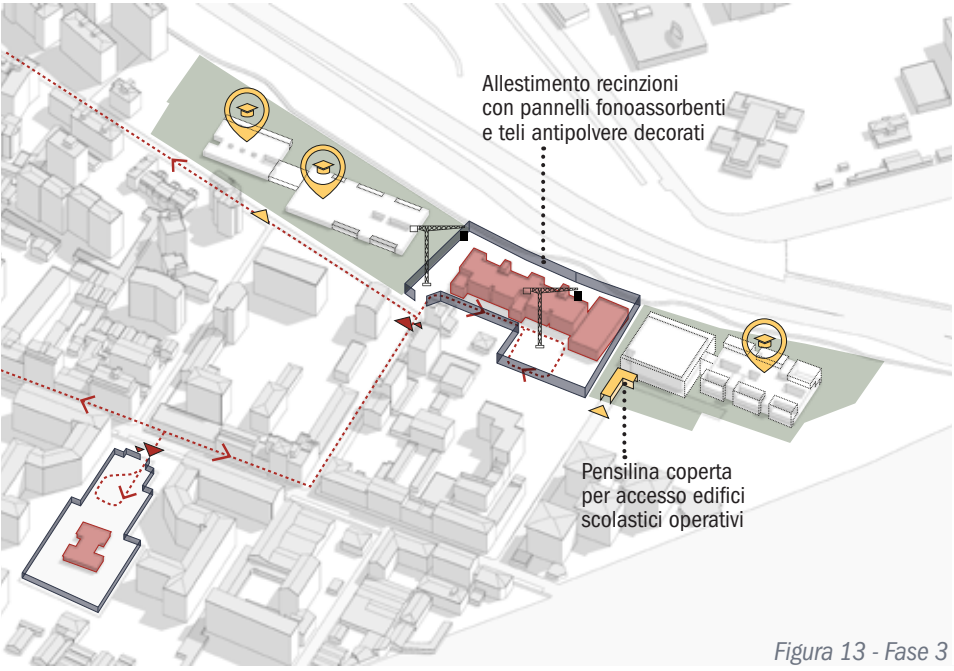 Allestimento recinzioni
con pannelli fonoassorbenti
e teli antipolvere decorati
Pensilina coperta
per accesso edifici
scolastici operativi
Figura 13 - Fase 3